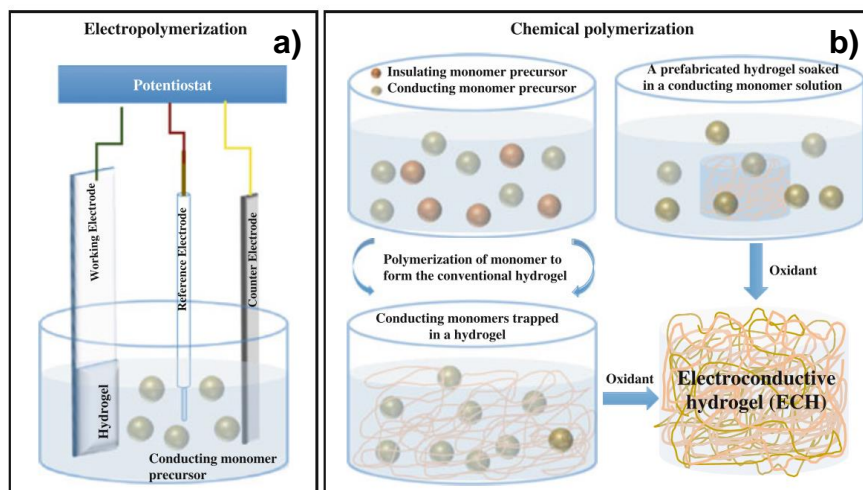 Electropolymerization
a)
Potentiostat
Working Electrode
Reference Electrode
Counter Electrode
Hydrogel
Conducting monomer
precursor
Chemical polymerization
b)
Insulating monomer precursor
Conducting monomer precursor
A prefabricated hydrogel soaked
in a conducting monomer solution
Polymerization of monomer to
form the conventional hydrogel
Oxidant
Conducting monomers trapped
in a hydrogel
Oxidant
Electroconductive
hydrogel (ECH)